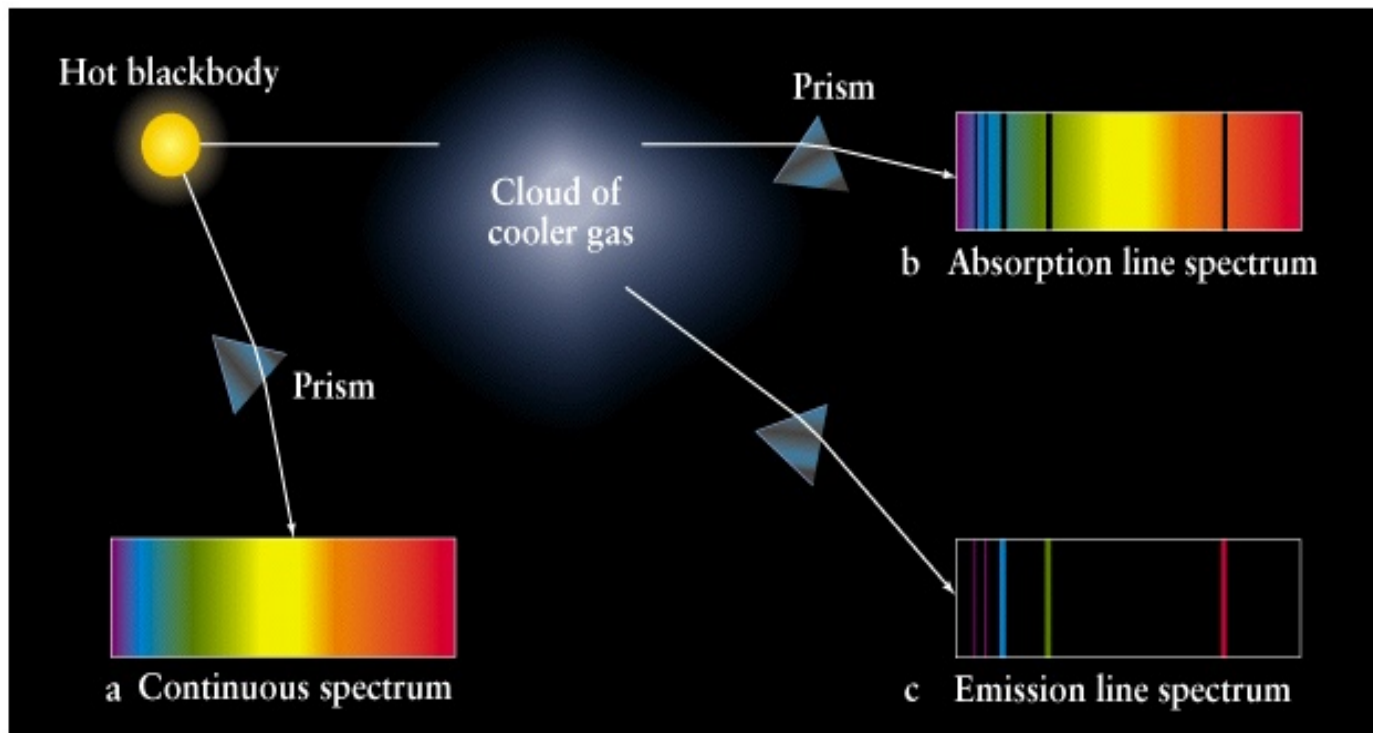 Hot blackbody
Prism
Cloud of
cooler gas
b Absorption line spectrum
Prism
a Continuous spectrum
c Emission line spectrum